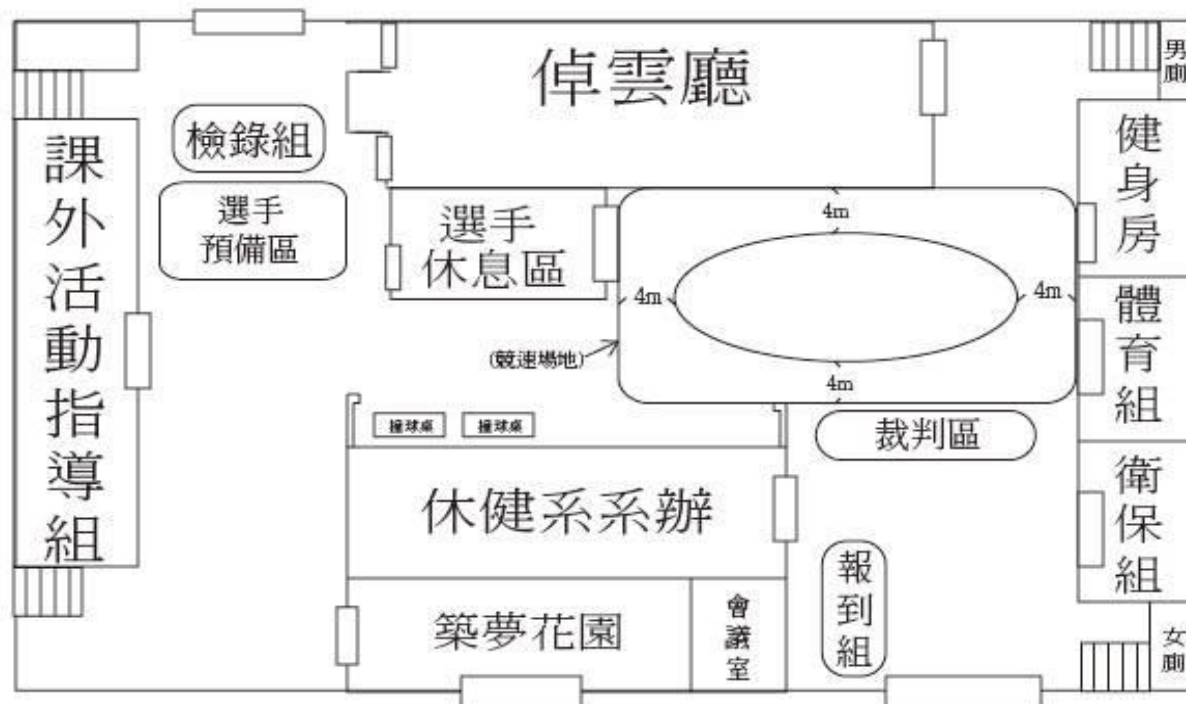 倬雲廳
男廁
檢錄組
課外活動指導組
選手
預備區
選手
休息區
4m
4m
4m
4m
健身房
體育組
(競速場地)
撞球桌
撞球桌
裁判區
休健系系辦
衛保組
報到組
築夢花園
會議室
女廁